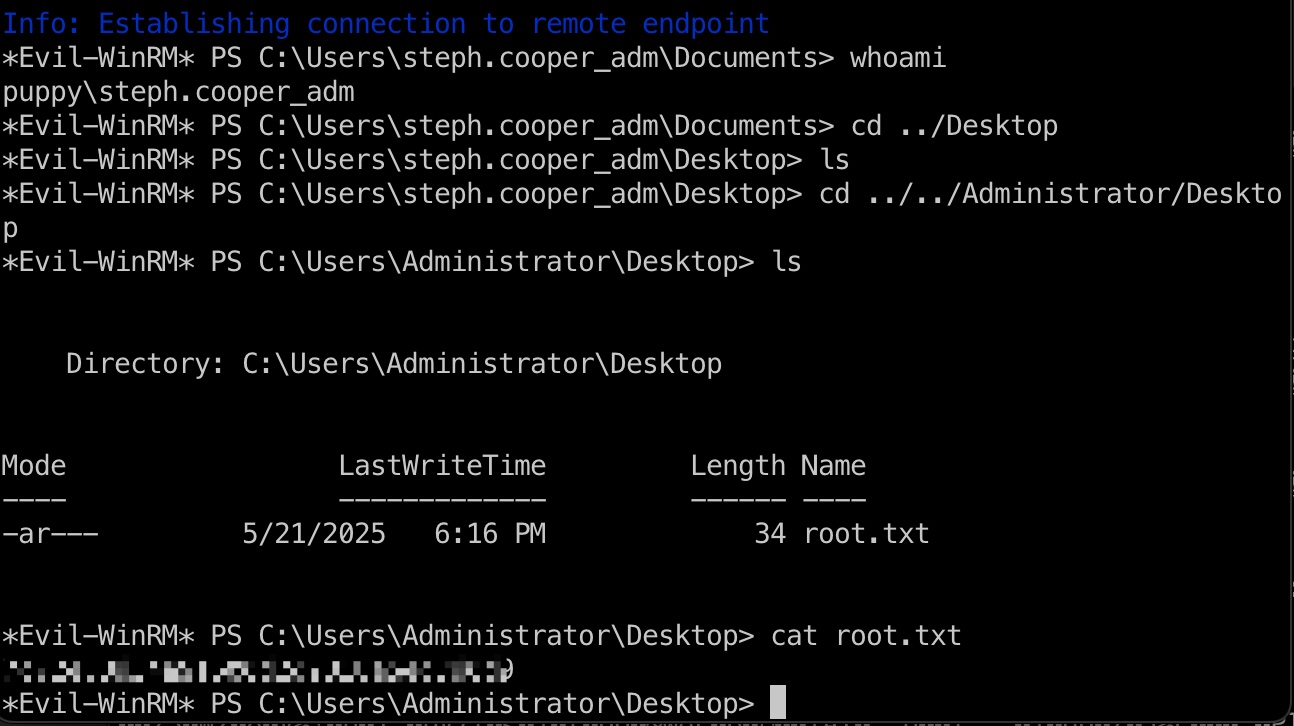 Info: Establishing connection to remote endpoint
*Evil-WinRM* PS C:\Users\steph.cooper_adm\Documents> whoami
puppy\steph.cooper_adm
*Evil-WinRM* PS C:\Users\steph.cooper_adm\Documents> cd ../Desktop
*Evil-WinRM* PS C:\Users\steph.cooper_adm\Desktop> ls
*Evil-WinRM* PS C:\Users\steph.cooper_adm\Desktop> cd ../../Administrator/Deskto
p
*Evil-WinRM* PS C:\Users\Administrator\Desktop> ls
Directory: C:\Users\Administrator\Desktop
Mode LastWriteTime Length Name
---- ------------- ------ ----
-ar--- 5/21/2025 6:16 PM 34 root.txt
*Evil-WinRM* PS C:\Users\Administrator\Desktop> cat root.txt
*Evil-WinRM* PS C:\Users\Administrator\Desktop>